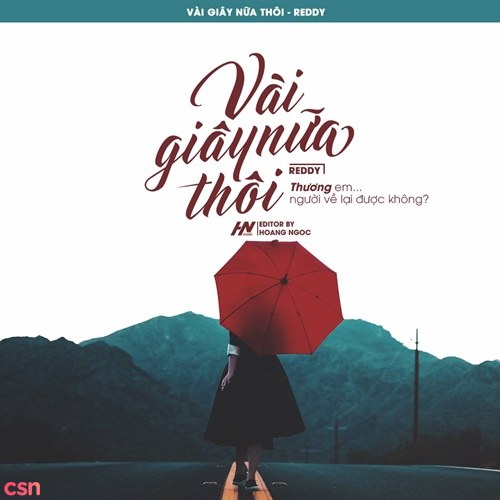 VÀI GIÂY NỮA THÔI - REDDY
Vài
giây nữa
thôi
REDDY
Thương em...
người về lại được không?
HN
EDITOR BY
HOANG NGOC
csn